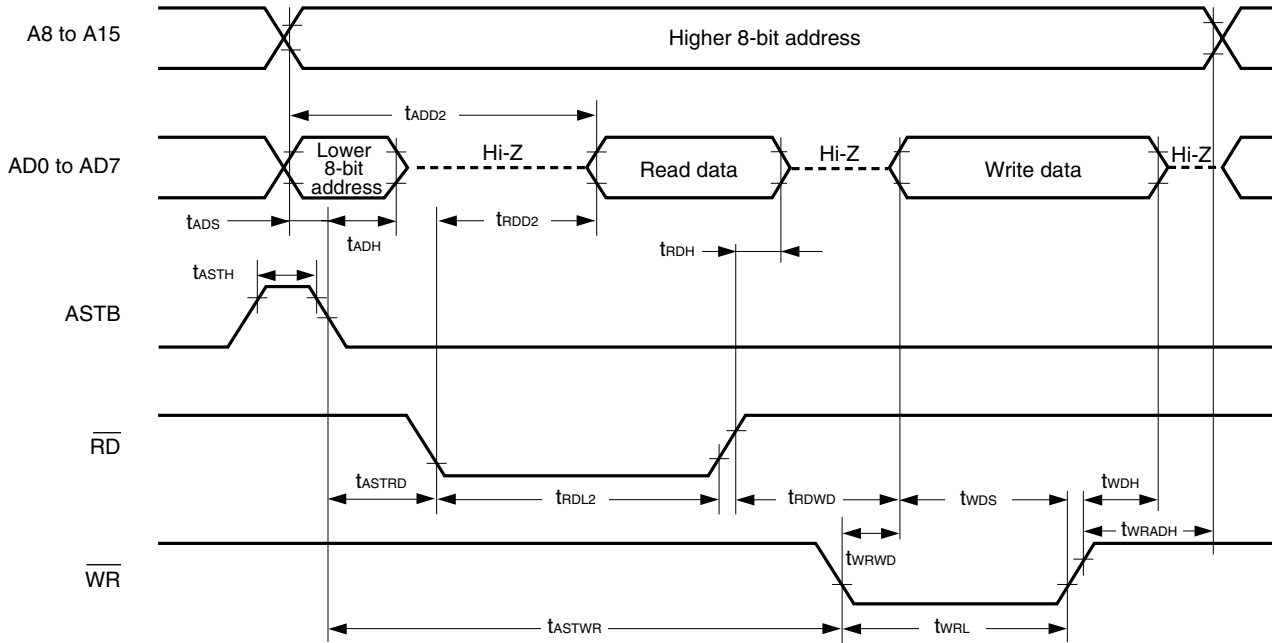 A8 to A15
Higher 8-bit address
tADD2
AD0 to AD7
Lower
8-bit
address
Hi-Z
Read data
Hi-Z
Write data
Hi-Z
tADS
tADH
tRDD2
tRDH
tASTH
ASTB
RD
tASTRD
tRDL2
tRDWD
tWDS
tWDH
tWRADH
tWRWD
WR
tASTWR
tWRL